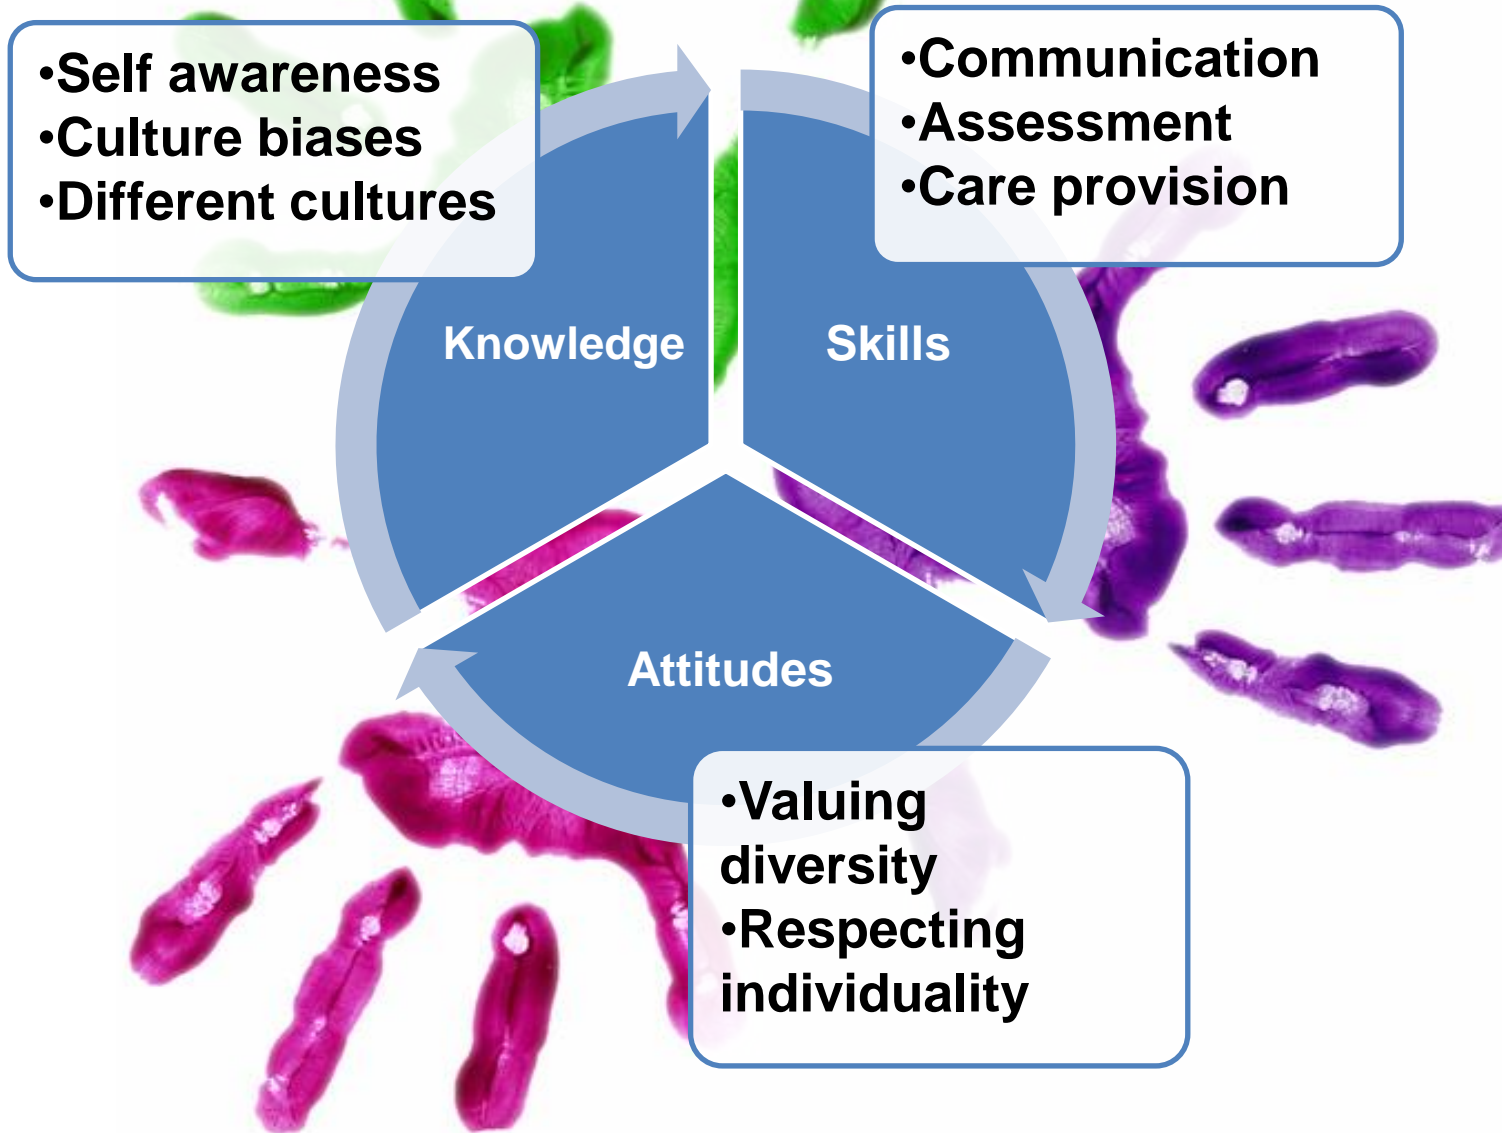 •Self awareness
•Culture biases
•Different cultures
•Communication
•Assessment
•Care provision
Knowledge
Skills
Attitudes
•Valuing
diversity
•Respecting
individuality